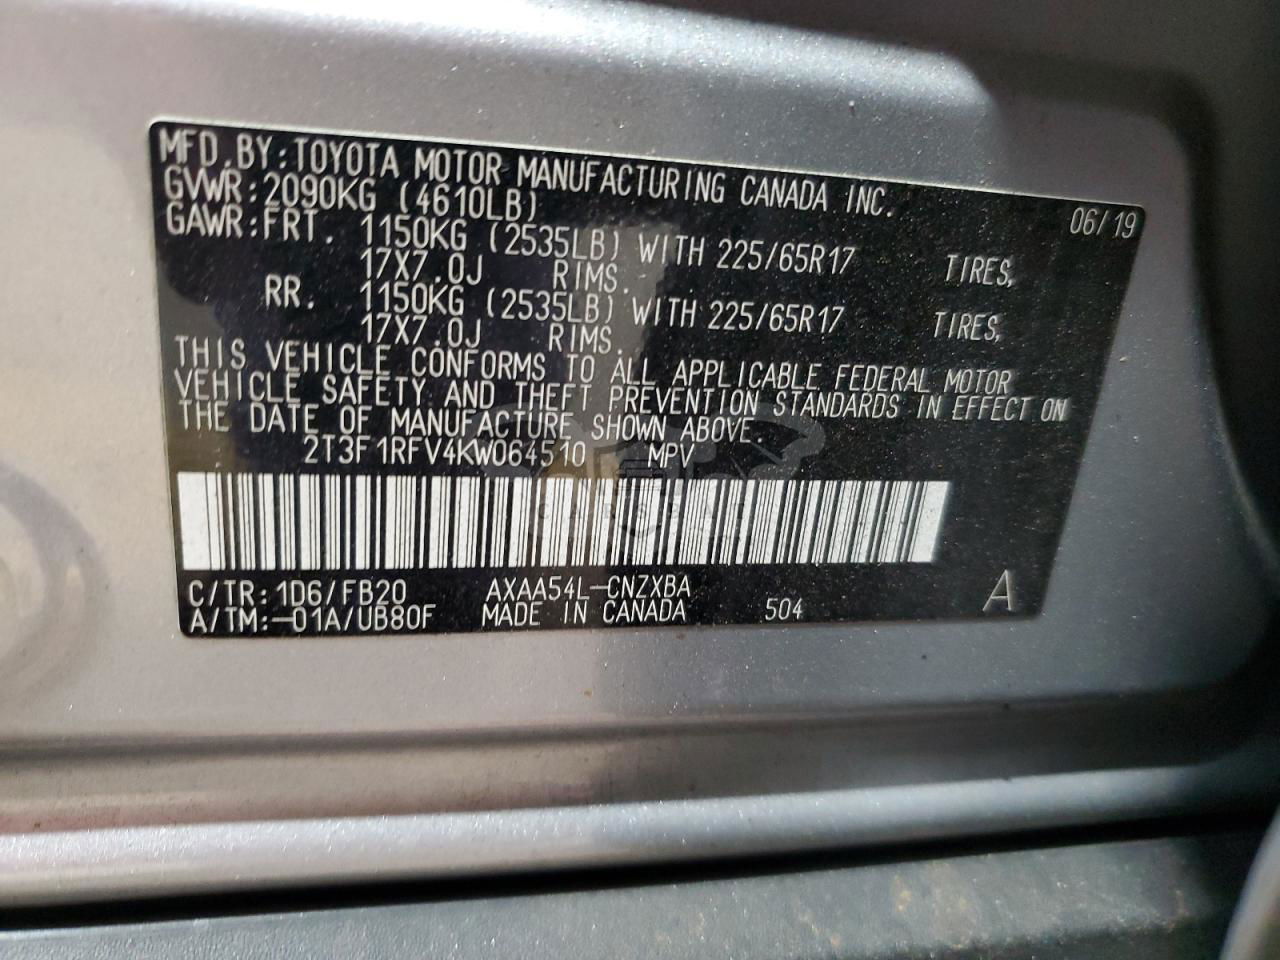 MFD.BY:TOYOTA MOTOR MANUFACTURING CANADA INC.
GVWR:2090KG (4610LB) 06/19
GAWR:FRT. 1150KG (2535LB) WITH 225/65R17 TIRES,
17X7.0J RIMS.
RR. 1150KG (2535LB) WITH 225/65R17 TIRES,
17X7.0J RIMS.
THIS VEHICLE CONFORMS TO ALL APPLICABLE FEDERAL MOTOR
VEHICLE SAFETY AND THEFT PREVENTION STANDARDS IN EFFECT ON
THE DATE OF MANUFACTURE SHOWN ABOVE.
2T3F1RFV4KW064510 MPV
C/TR:1D6/FB20 AXAA54L-CNZXBA A
A/TM:-01A/UB80F MADE IN CANADA 504